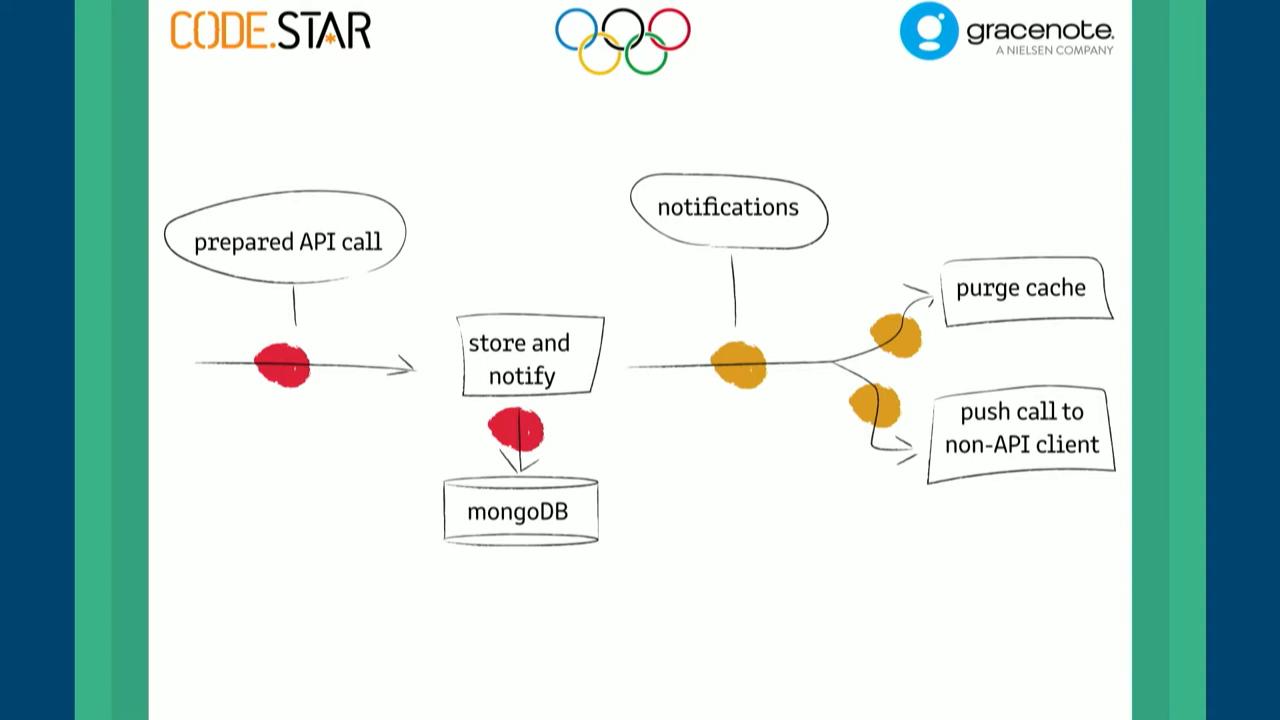 CODE.STAR
gracenote.
A NIELSEN COMPANY
prepared API call
notifications
purge cache
store and
notify
push call to
non-API client
mongoDB